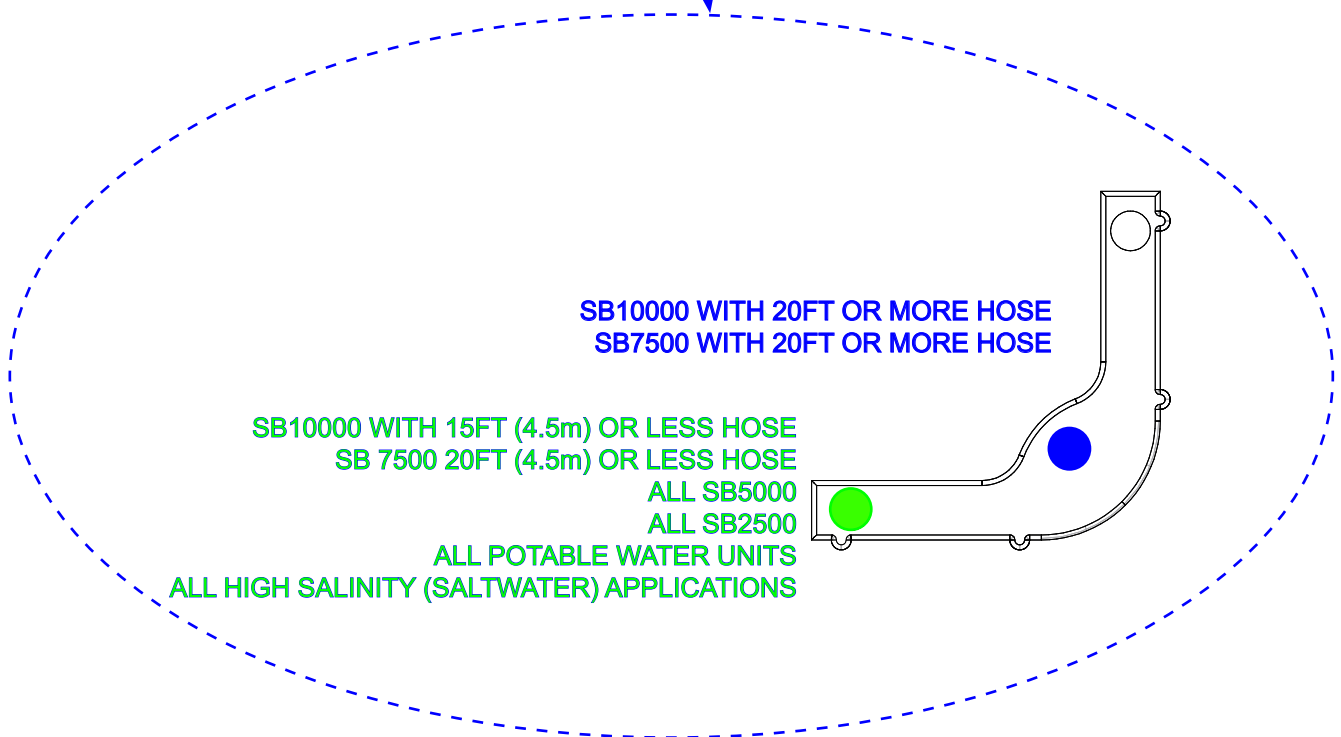 SB10000 WITH 20FT OR MORE HOSE
SB7500 WITH 20FT OR MORE HOSE
SB10000 WITH 15FT (4.5m) OR LESS HOSE
SB 7500 20FT (4.5m) OR LESS HOSE
ALL SB5000
ALL SB2500
ALL POTABLE WATER UNITS
ALL HIGH SALINITY (SALTWATER) APPLICATIONS